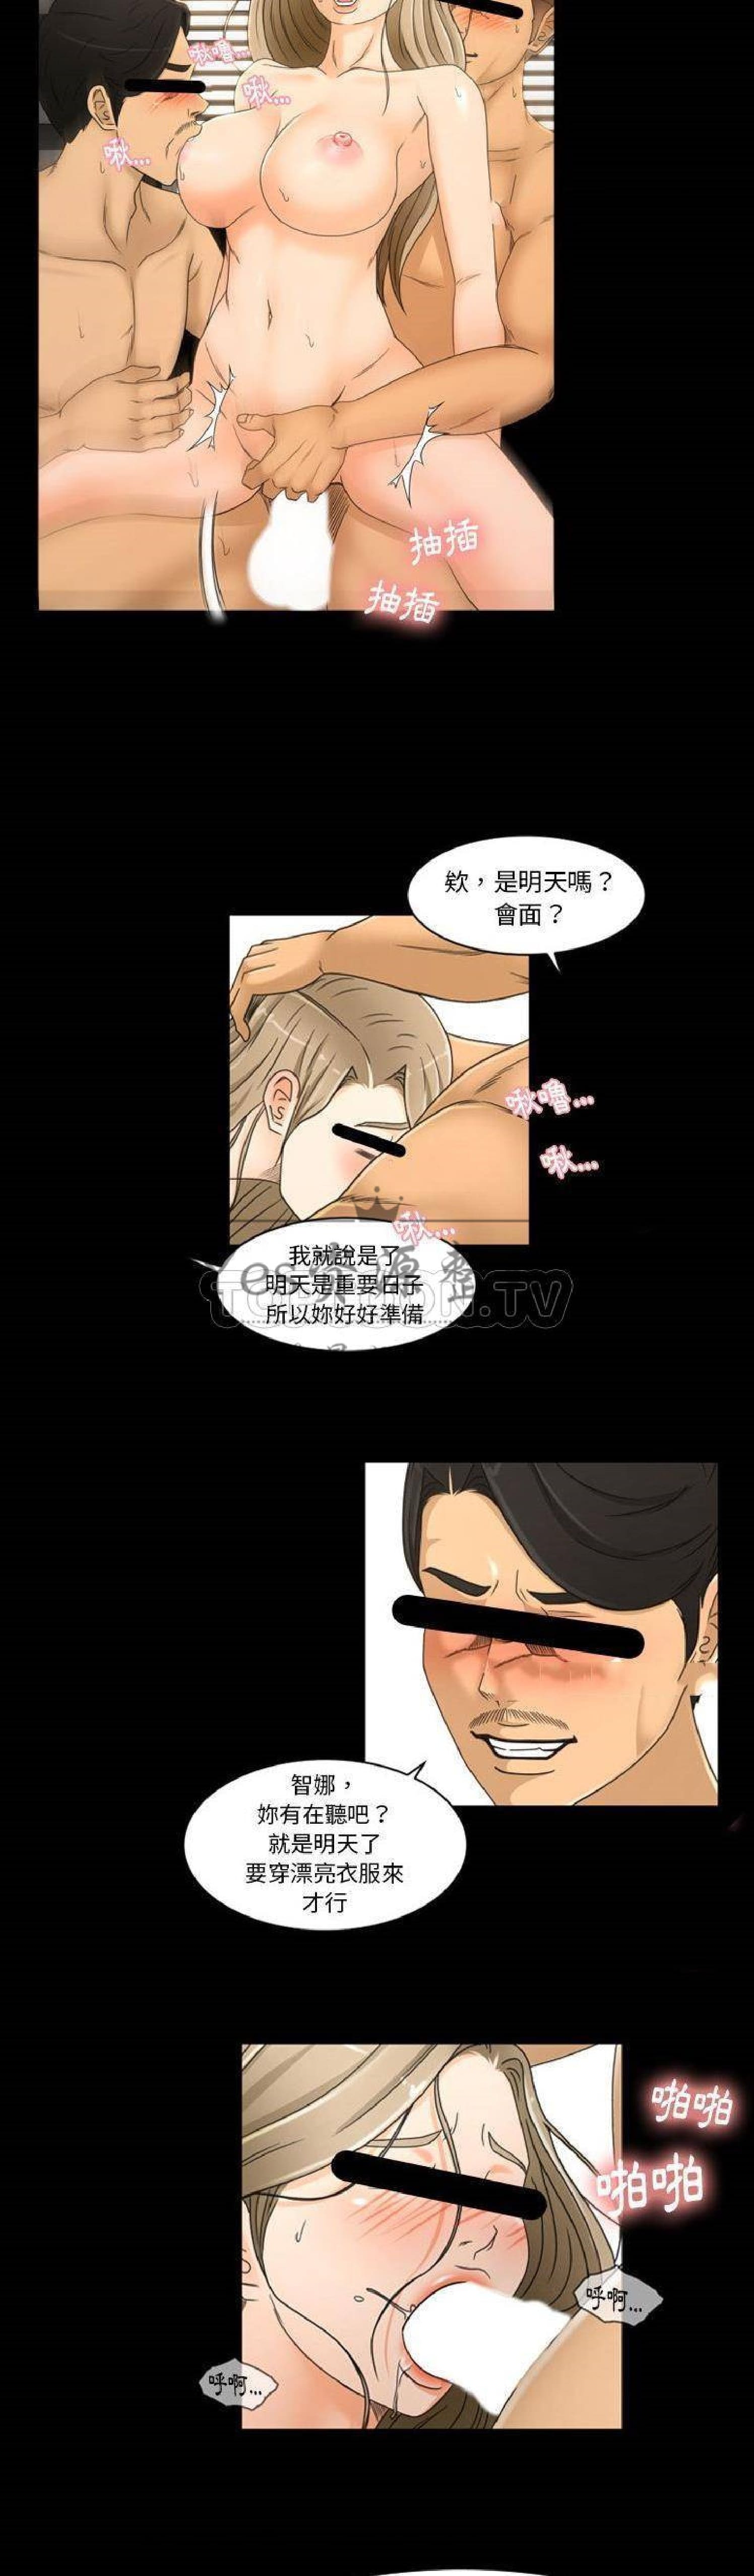 啾嚕...
啾...
啾...
抽插
抽插
欸，是明天嗎？
會面？
啾嚕...
啾...
啾...
我就說是了
明天是重要日子
所以妳好好準備
智娜，
妳有在聽吧？
就是明天了
要穿漂亮衣服來
才行
啪啪
啪啪
呼啊...
呼啊...